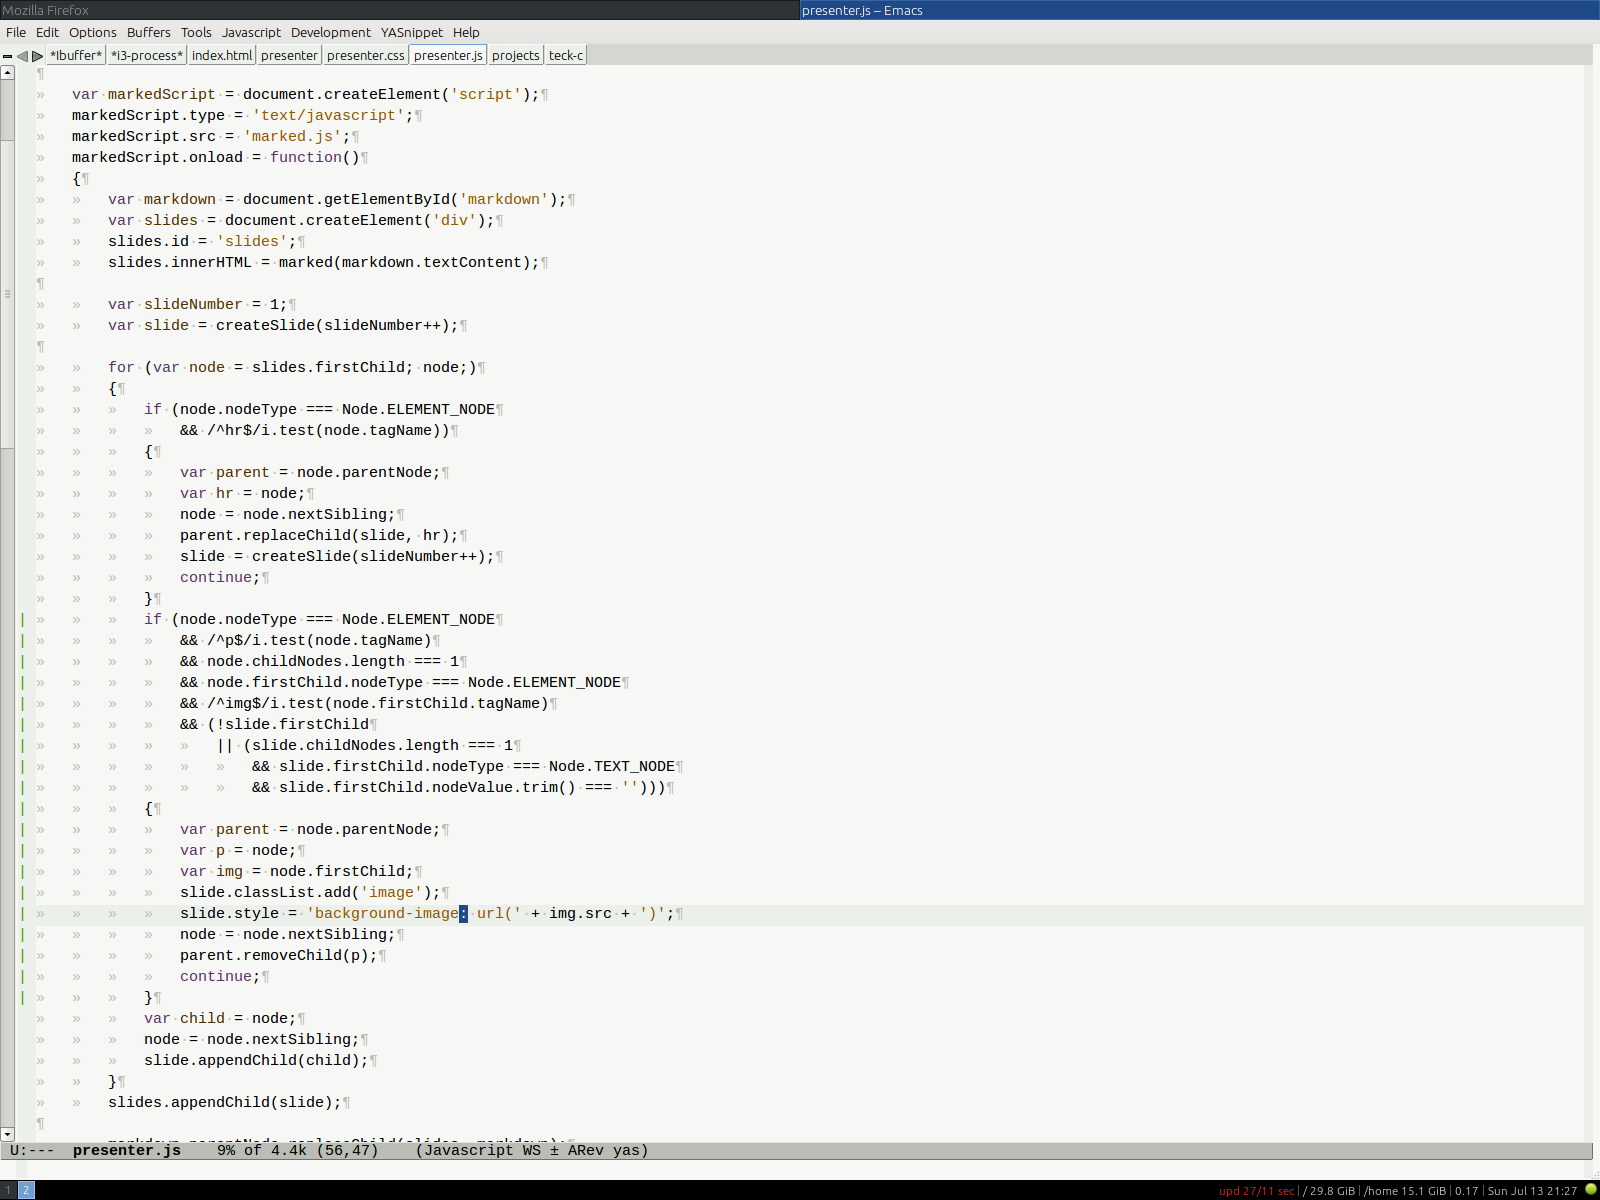 Mozilla Firefox
presenter.js – Emacs
File Edit Options Buffers Tools Javascript Development YASnippet Help
*Ibuffer* *i3-process* index.html presenter presenter.css presenter.js projects teck-c
¶
»   var·markedScript·=·document.createElement('script');¶
»   markedScript.type·=·'text/javascript';¶
»   markedScript.src·=·'marked.js';¶
»   markedScript.onload·=·function()¶
»   {¶
»   »   var·markdown·=·document.getElementById('markdown');¶
»   »   var·slides·=·document.createElement('div');¶
»   »   slides.id·=·'slides';¶
»   »   slides.innerHTML·=·marked(markdown.textContent);¶
¶
»   »   var·slideNumber·=·1;¶
»   »   var·slide·=·createSlide(slideNumber++);¶
¶
»   »   for·(var·node·=·slides.firstChild;·node;)¶
»   »   {¶
»   »   »   if·(node.nodeType·===·Node.ELEMENT_NODE¶
»   »   »   »   &&·/^hr$/i.test(node.tagName))¶
»   »   »   {¶
»   »   »   »   var·parent·=·node.parentNode;¶
»   »   »   »   var·hr·=·node;¶
»   »   »   »   node·=·node.nextSibling;¶
»   »   »   »   parent.replaceChild(slide,·hr);¶
»   »   »   »   slide·=·createSlide(slideNumber++);¶
»   »   »   »   continue;¶
»   »   »   }¶
»   »   »   if·(node.nodeType·===·Node.ELEMENT_NODE¶
»   »   »   »   &&·/^p$/i.test(node.tagName)¶
»   »   »   »   &&·node.childNodes.length·===·1¶
»   »   »   »   &&·node.firstChild.nodeType·===·Node.ELEMENT_NODE¶
»   »   »   »   &&·/^img$/i.test(node.firstChild.tagName)¶
»   »   »   »   &&·(!slide.firstChild¶
»   »   »   »   »   ||·(slide.childNodes.length·===·1¶
»   »   »   »   »   »   &&·slide.firstChild.nodeType·===·Node.TEXT_NODE¶
»   »   »   »   »   »   &&·slide.firstChild.nodeValue.trim()·===·'')))¶
»   »   »   {¶
»   »   »   »   var·parent·=·node.parentNode;¶
»   »   »   »   var·p·=·node;¶
»   »   »   »   var·img·=·node.firstChild;¶
»   »   »   »   slide.classList.add('image');¶
»   »   »   »   slide.style·=·'background-image:·url('·+·img.src·+·')';¶
»   »   »   »   node·=·node.nextSibling;¶
»   »   »   »   parent.removeChild(p);¶
»   »   »   »   continue;¶
»   »   »   }¶
»   »   »   var·child·=·node;¶
»   »   »   node·=·node.nextSibling;¶
»   »   »   slide.appendChild(child);¶
»   »   }¶
»   »   slides.appendChild(slide);¶
¶
U:---  presenter.js    9% of 4.4k (56,47)    (Javascript WS ± ARev yas)
1 2 upd 27/11 sec | / 29.8 GiB | /home 15.1 GiB | 0.17 | Sun Jul 13 21:27